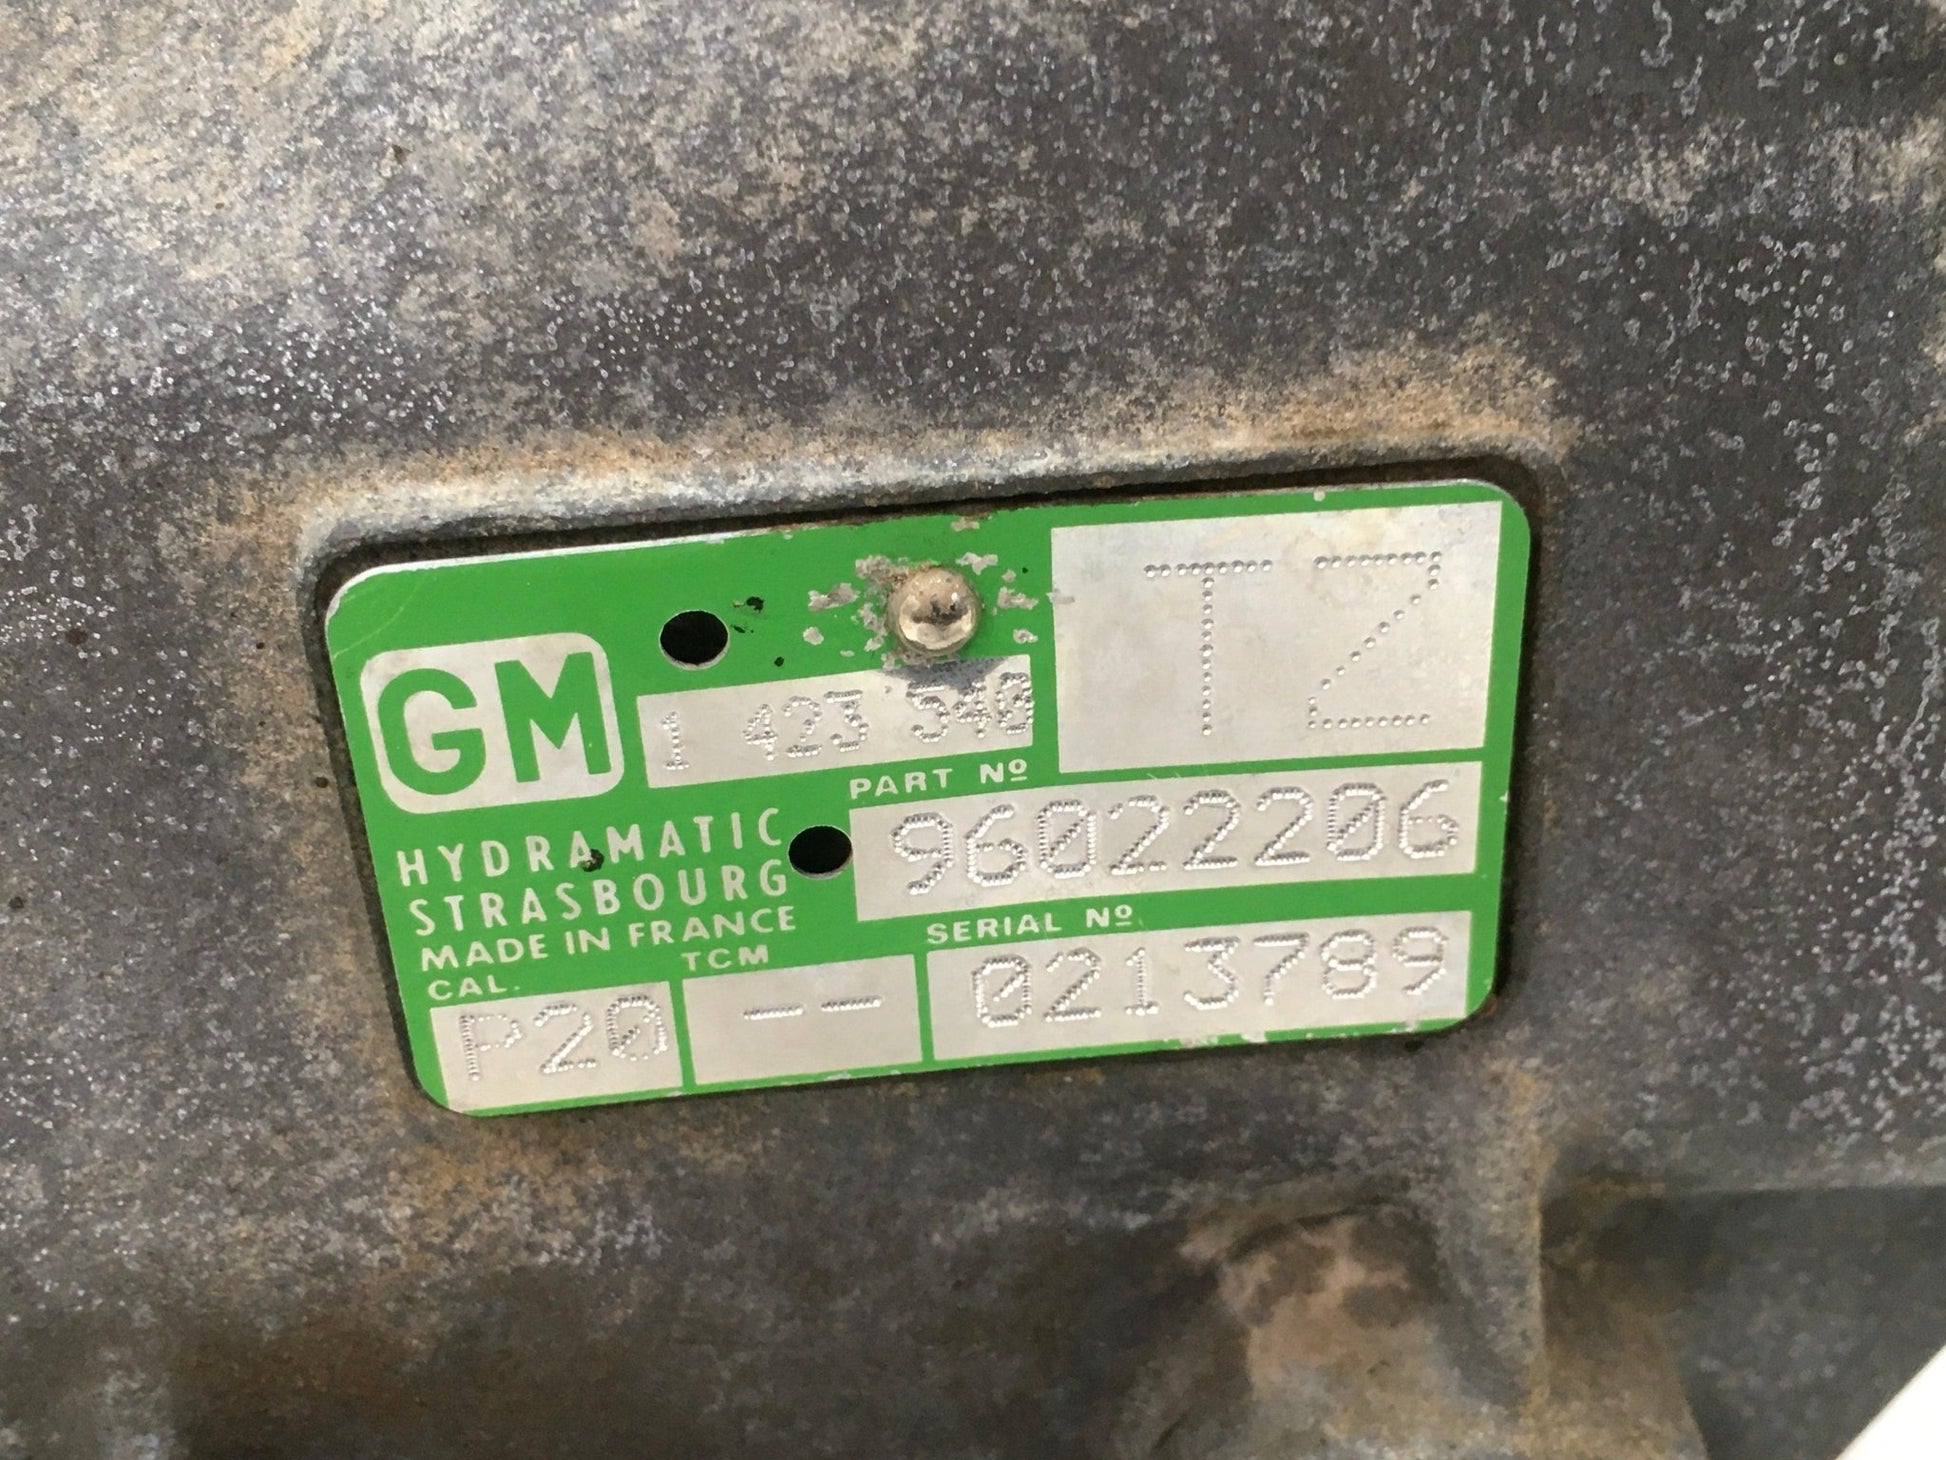 TZ
GM
1 423 540
PART Nº
96022206
HYDRAMATIC
STRASBOURG
MADE IN FRANCE
SERIAL Nº
0213789
CAL.
P20
TCM
--